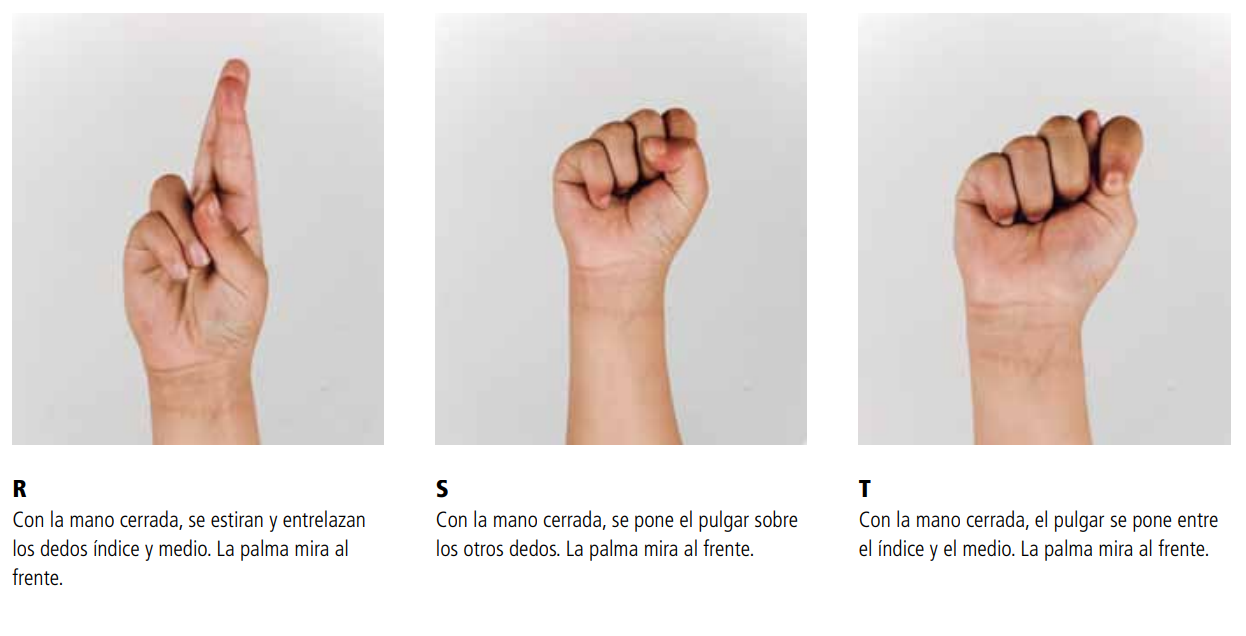 R
Con la mano cerrada, se estiran y entrelazan
los dedos índice y medio. La palma mira al
frente.
S
Con la mano cerrada, se pone el pulgar sobre
los otros dedos. La palma mira al frente.
T
Con la mano cerrada, el pulgar se pone entre
el índice y el medio. La palma mira al frente.